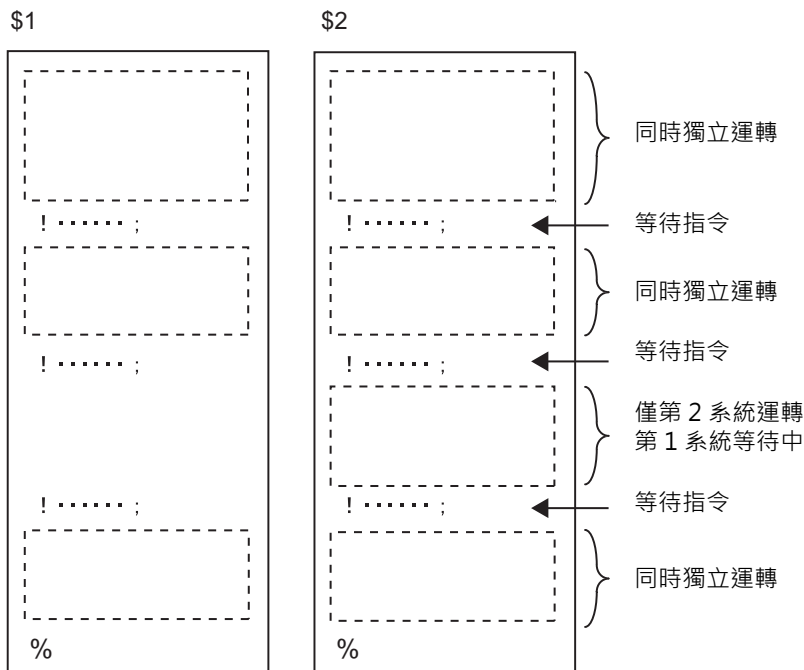 $1
$2
同時獨立運轉
! ······ ;
! ······ ;
等待指令
同時獨立運轉
! ······ ;
! ······ ;
等待指令
僅第 2 系統運轉
第 1 系統等待中
! ······ ;
! ······ ;
等待指令
同時獨立運轉
%
%